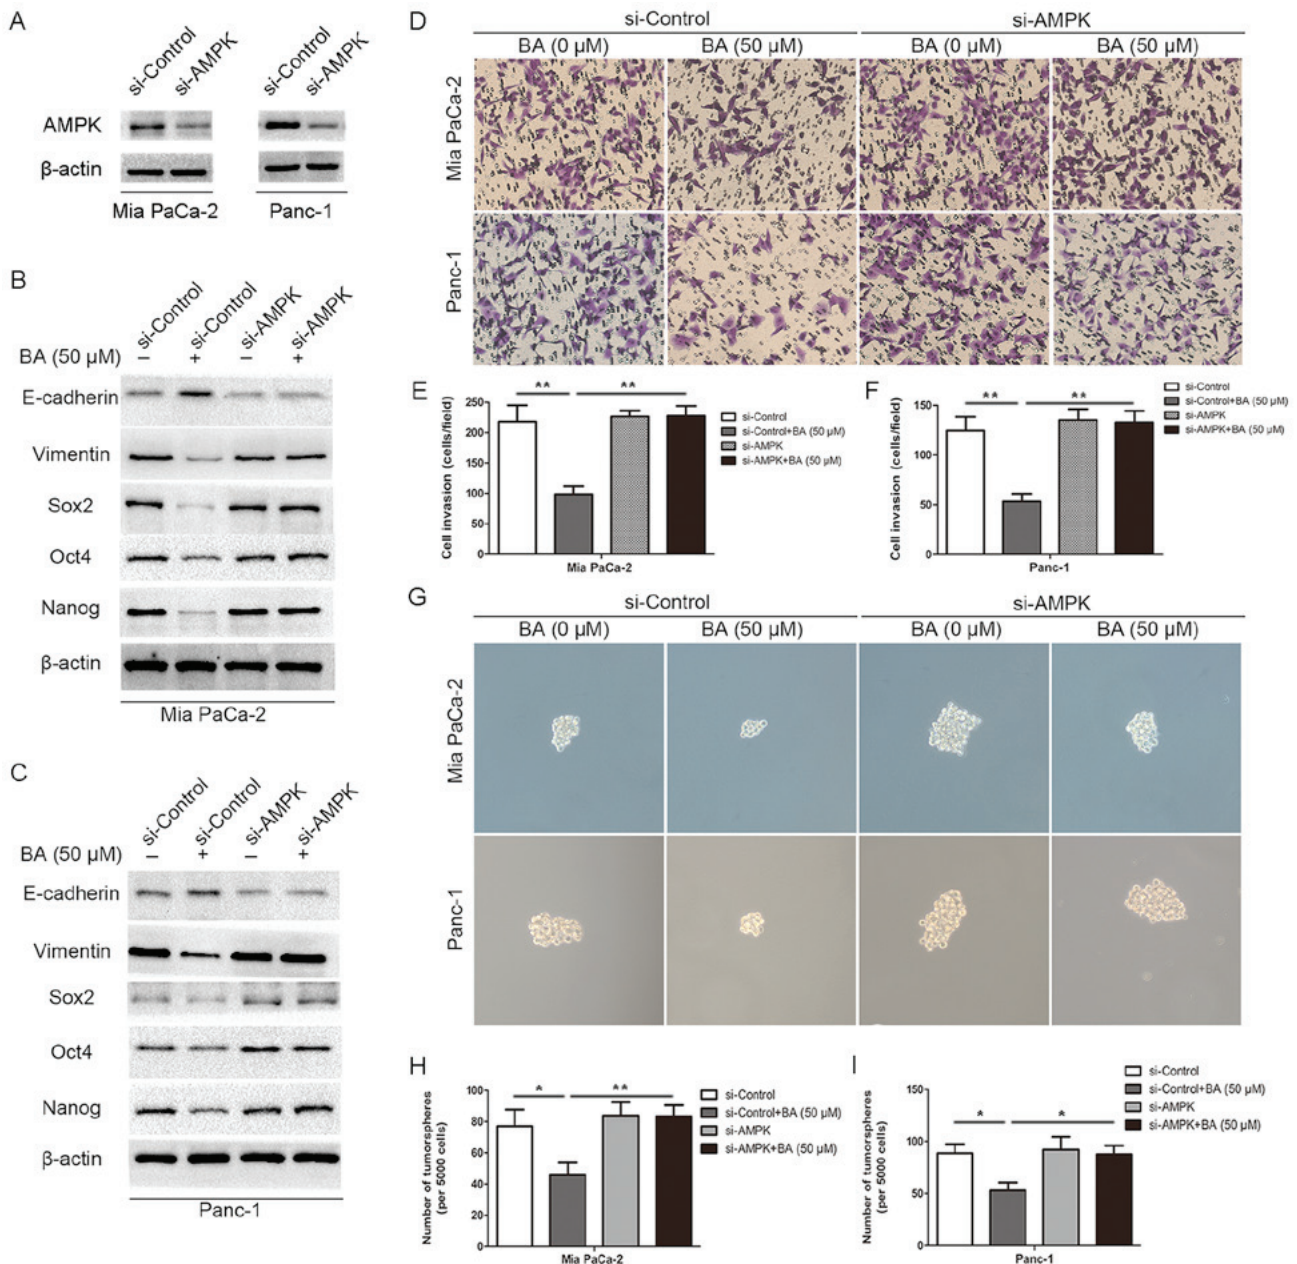 A
si-Control
si-AMPK
si-Control
si-AMPK
AMPK
β-actin
Mia PaCa-2
Panc-1
B
si-Control
si-Control
si-AMPK
si-AMPK
BA (50 µM) – + – +
E-cadherin
Vimentin
Sox2
Oct4
Nanog
β-actin
Mia PaCa-2
C
si-Control
si-Control
si-AMPK
si-AMPK
BA (50 µM) – + – +
E-cadherin
Vimentin
Sox2
Oct4
Nanog
β-actin
Panc-1
D
si-Control si-AMPK
BA (0 µM) BA (50 µM) BA (0 µM) BA (50 µM)
Mia PaCa-2
Panc-1
E
** **
Cell invasion (cells/field)
250
200
150
100
50
0
Mia PaCa-2
si-Control
si-Control+BA (50 µM)
si-AMPK
si-AMPK+BA (50 µM)
F
** **
Cell invasion (cells/field)
150
100
50
0
Panc-1
si-Control
si-Control+BA (50 µM)
si-AMPK
si-AMPK+BA (50 µM)
G
si-Control si-AMPK
BA (0 µM) BA (50 µM) BA (0 µM) BA (50 µM)
Mia PaCa-2
Panc-1
H
* **
Number of tumorspheres
(per 5000 cells)
100
80
60
40
20
0
Mia PaCa-2
si-Control
si-Control+BA (50 µM)
si-AMPK
si-AMPK+BA (50 µM)
I
* *
Number of tumorspheres
(per 5000 cells)
150
100
50
0
Panc-1
si-Control
si-Control+BA (50 µM)
si-AMPK
si-AMPK+BA (50 µM)